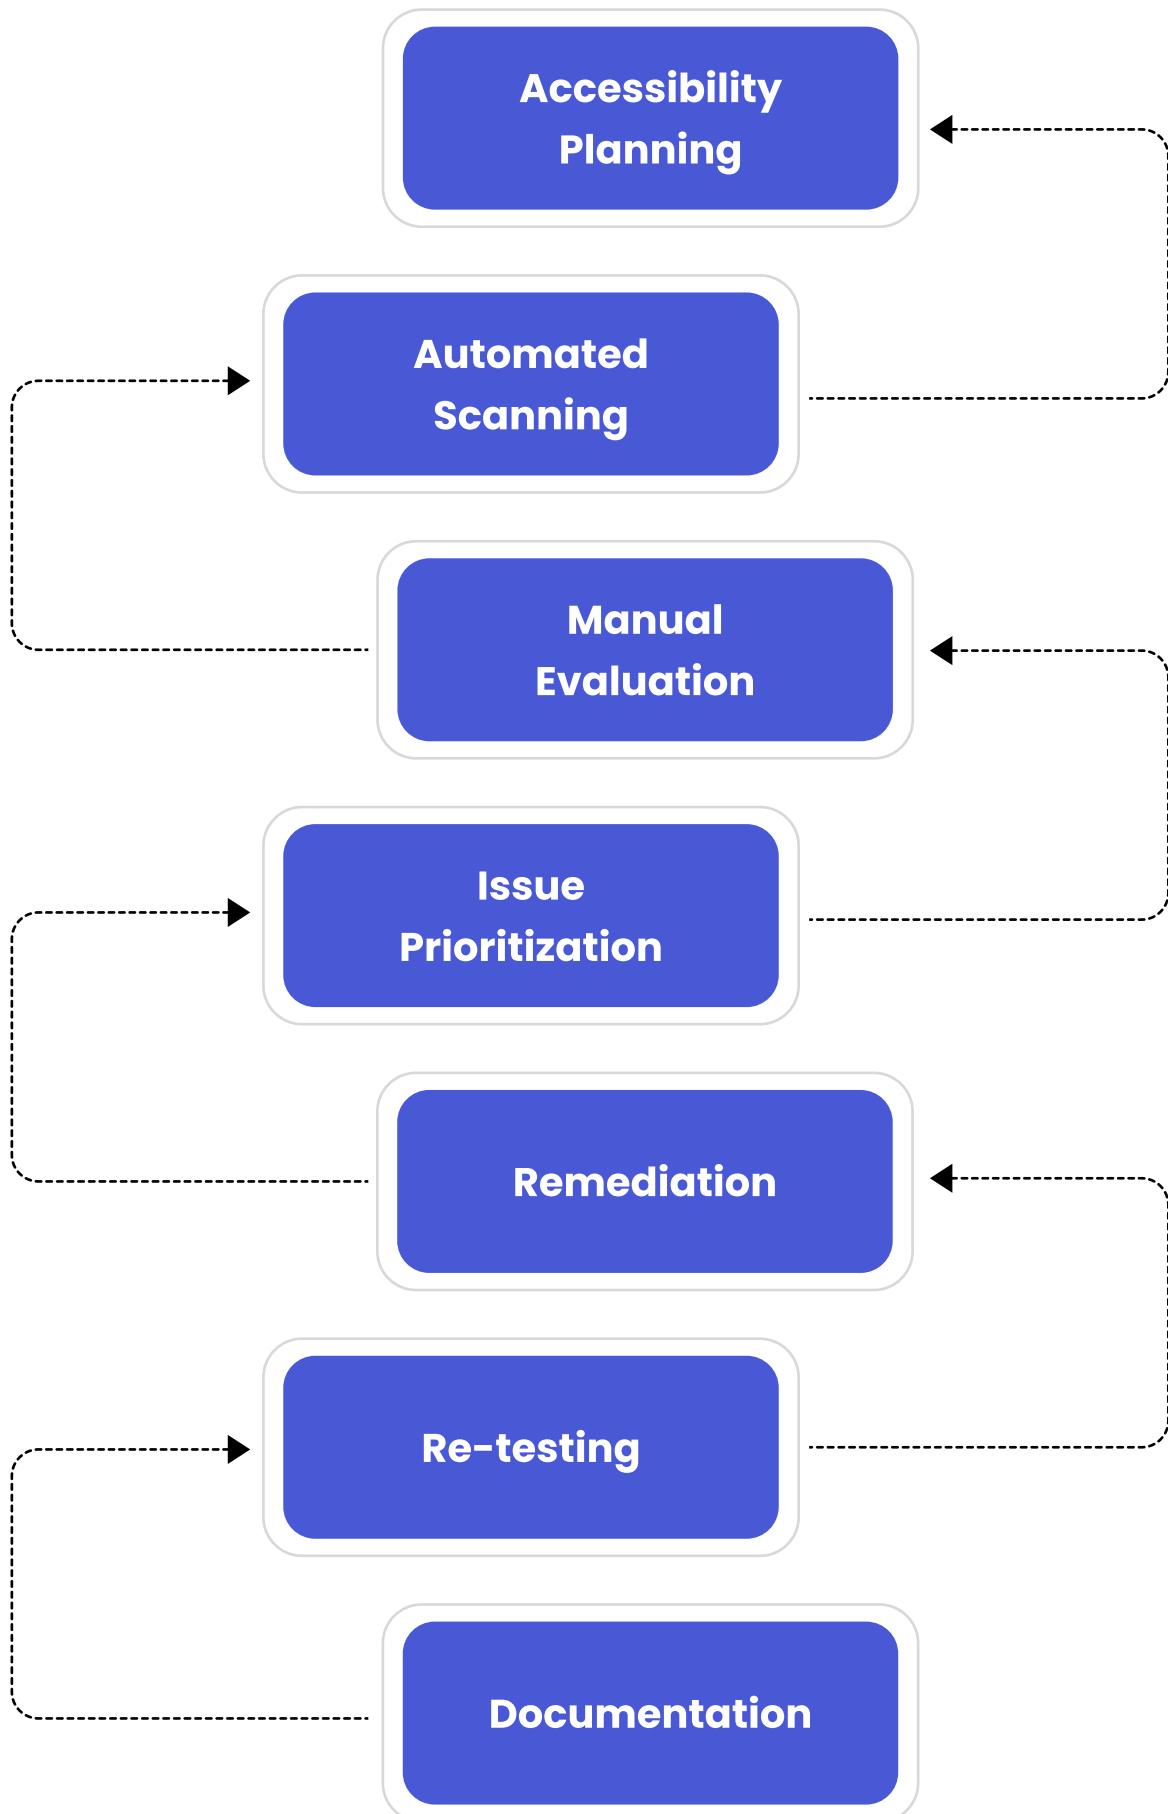 Accessibility
Planning
Automated
Scanning
Manual
Evaluation
Issue
Prioritization
Remediation
Re-testing
Documentation